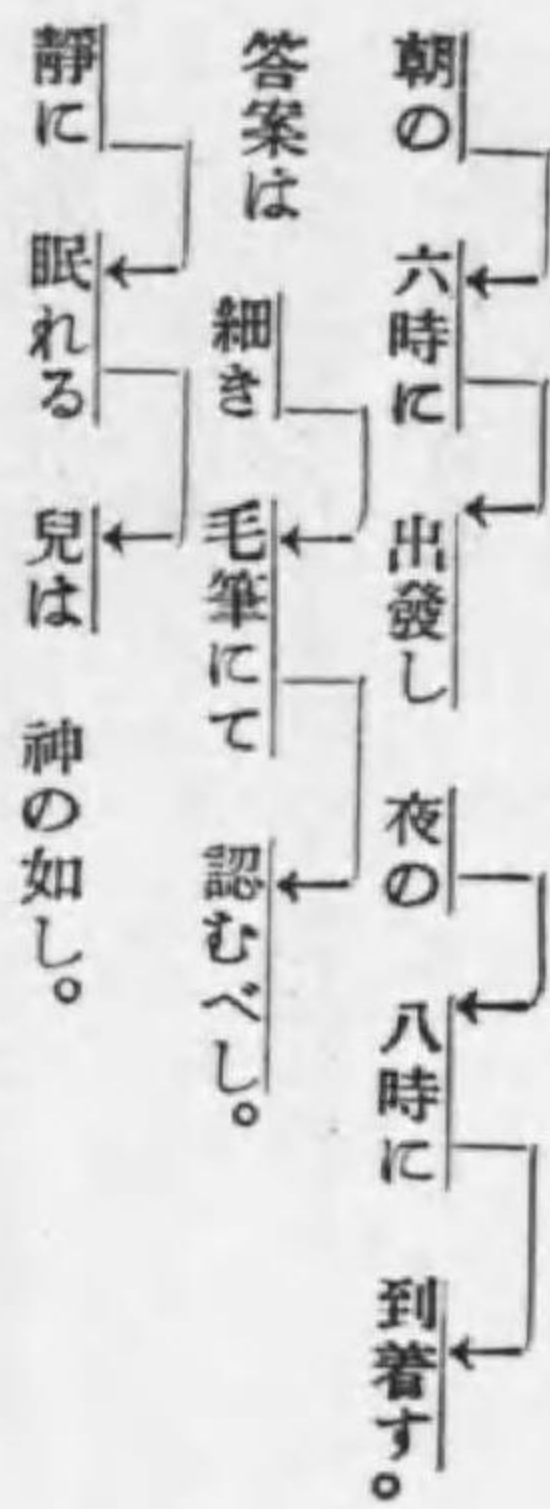 朝の 六時に 出發し 夜の 八時に 到着す。
答案は 細き 毛筆にて 認むべし。
靜に 眠れる 兒は 神の如し。